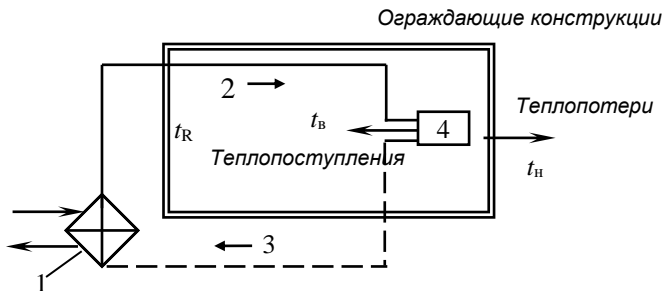 Ограждающие конструкции
2
Теплопотери
tв
4
tR
Теплопоступления
tн
3
1